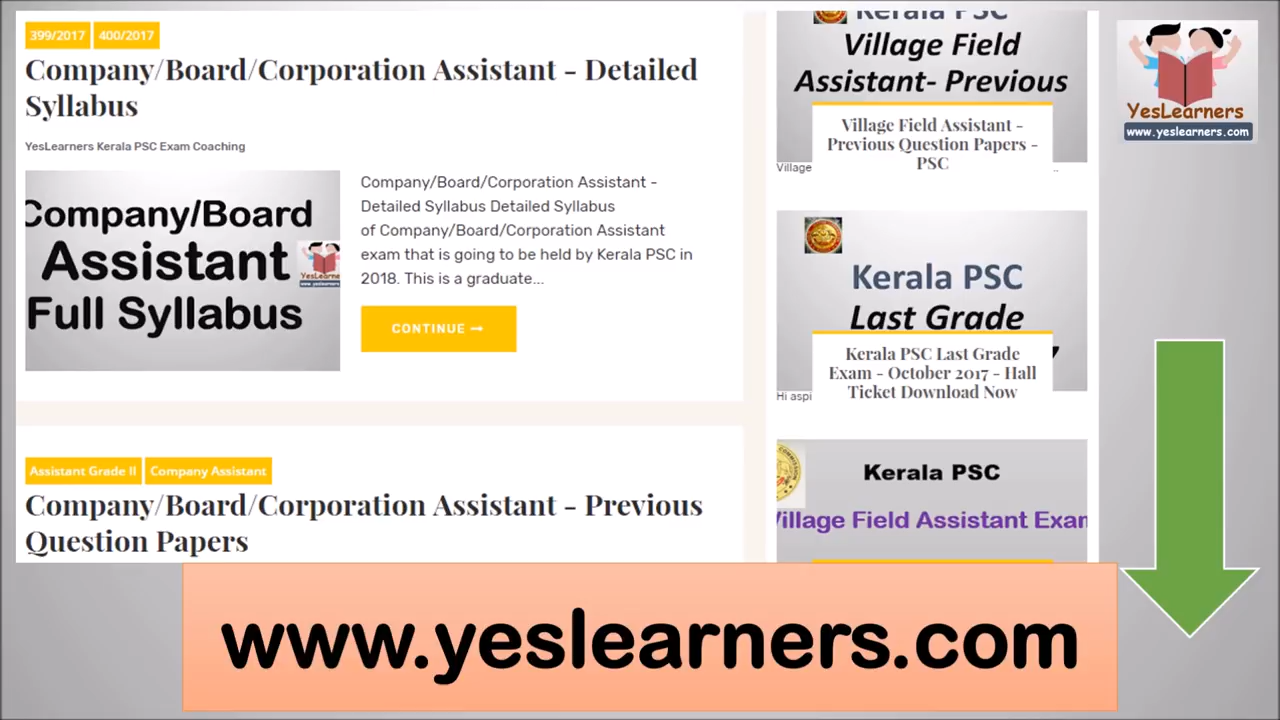 399/2017 400/2017
Company/Board/Corporation Assistant - Detailed
Syllabus
YesLearners Kerala PSC Exam Coaching
Company/Board
Assistant
Full Syllabus
YesLearners
Company/Board/Corporation Assistant -
Detailed Syllabus Detailed Syllabus
of Company/Board/Corporation Assistant
exam that is going to be held by Kerala PSC in
2018. This is a graduate...
CONTINUE →
Assistant Grade II Company Assistant
Company/Board/Corporation Assistant - Previous
Question Papers
Kerala PSC
Village Field
Assistant- Previous
Village Field Assistant -
Previous Question Papers -
PSC
Village
Kerala PSC
Last Grade
Kerala PSC Last Grade
Exam - October 2017 - Hall
Ticket Download Now
Hi aspi
Kerala PSC
Village Field Assistant Exam
YesLearners
www.yeslearners.com
www.yeslearners.com